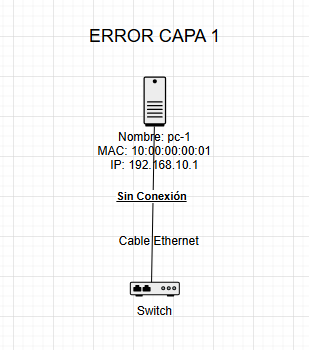 ERROR CAPA 1
Nombre: pc-1
MAC: 10:00:00:00:01
IP: 192.168.10.1
Sin Conexión
Cable Ethernet
Switch